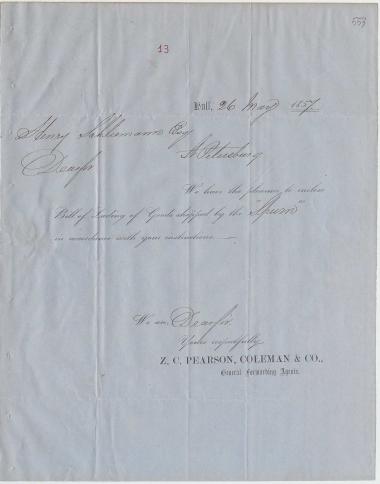 553
13
Hull, 26 May 1857
Henry Schliemann Esq
St Petersburg
Dear Sir
We have the pleasure to enclose
Bill of Lading of Goods shipped by the
in accordance with your instructions.
We are, Dear Sir.
Yours respectfully,
Z. C. PEARSON, COLEMAN & CO.,
General Forwarding Agents.